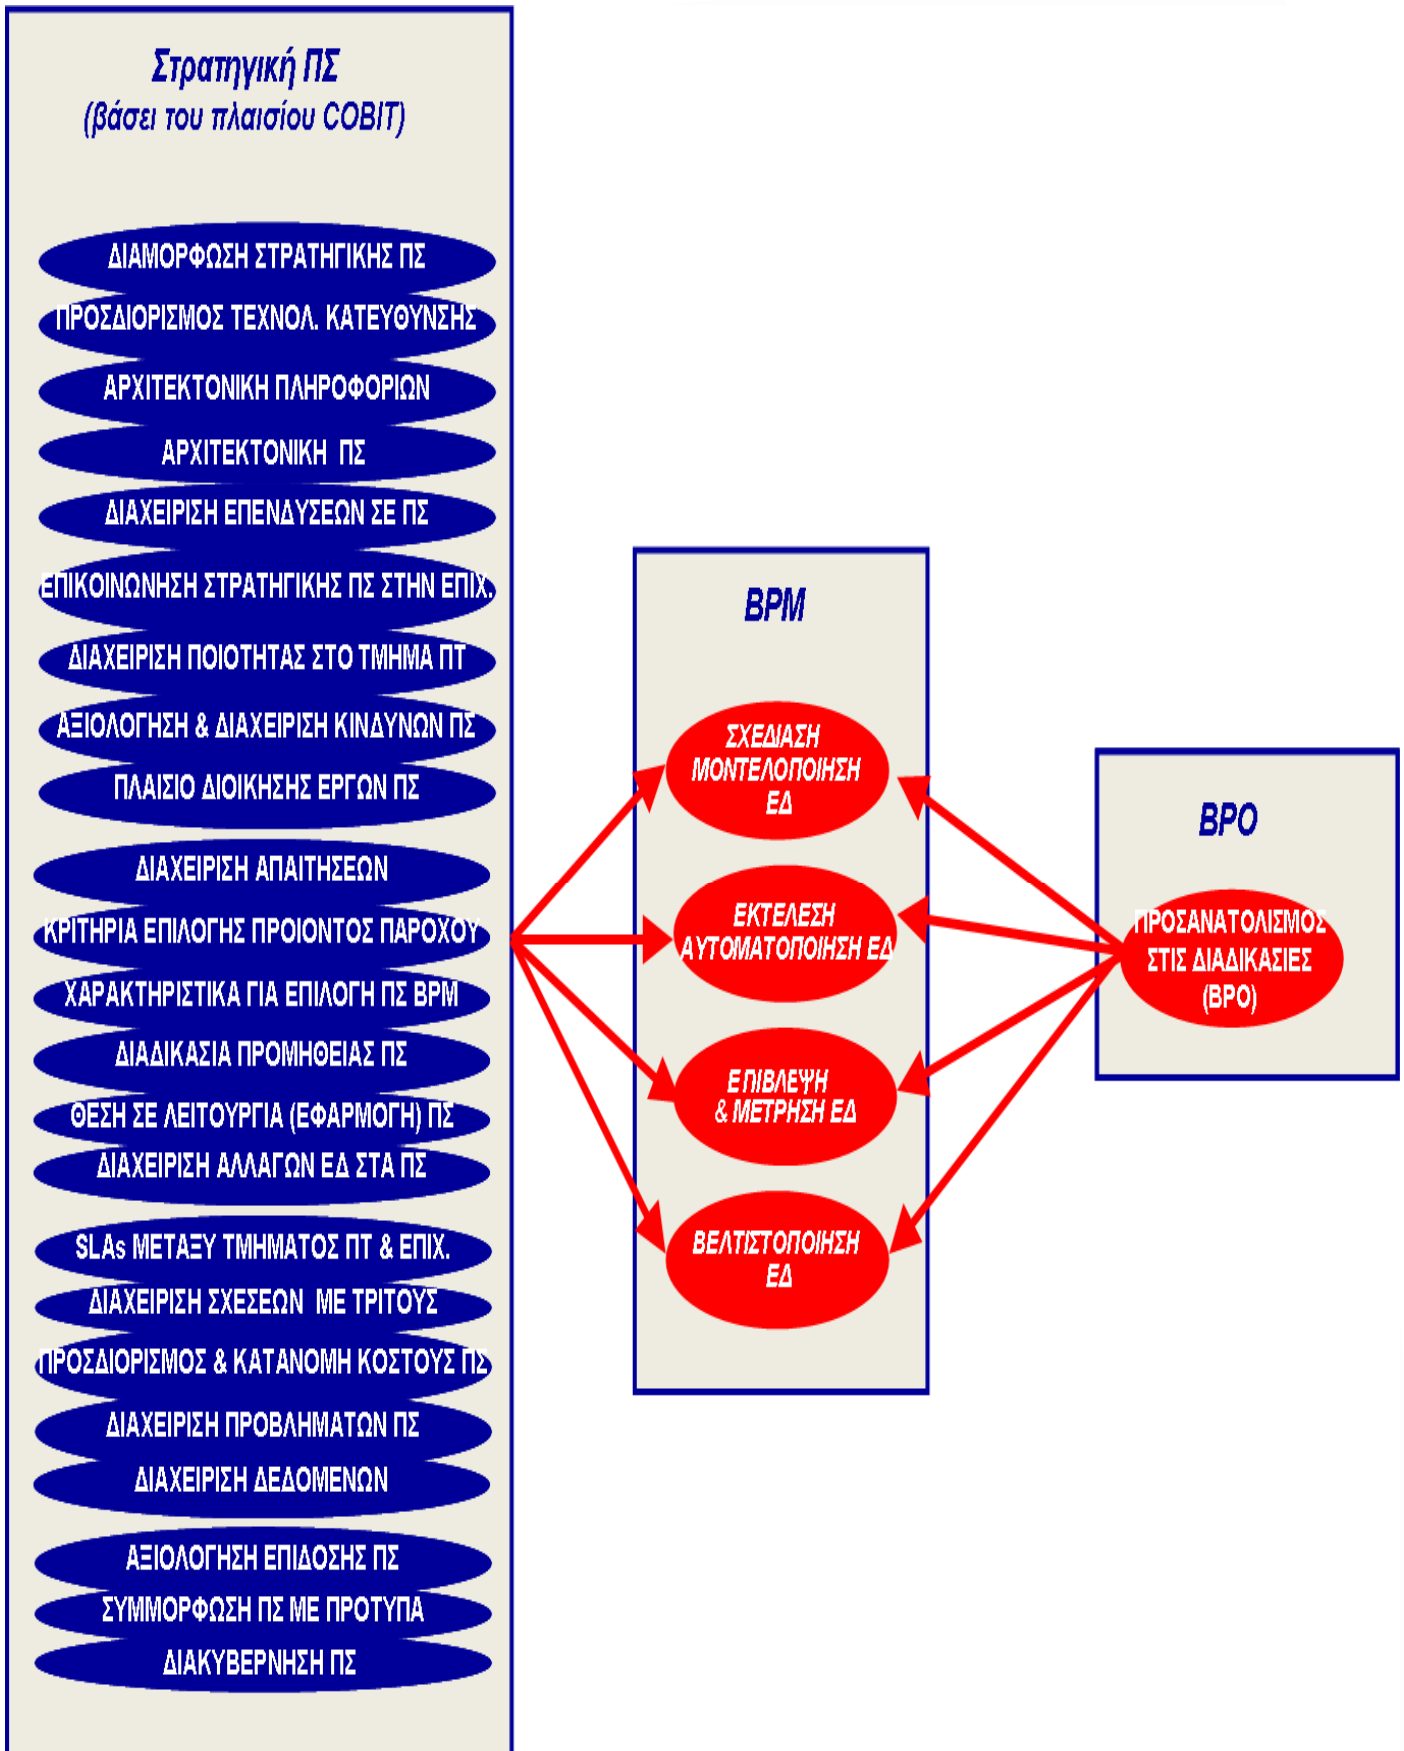 Στρατηγική ΠΣ
(βάσει του πλαισίου COBIT)
ΔΙΑΜΟΡΦΩΣΗ ΣΤΡΑΤΗΓΙΚΗΣ ΠΣ
ΠΡΟΣΔΙΟΡΙΣΜΟΣ ΤΕΧΝΟΛ. ΚΑΤΕΥΘΥΝΣΗΣ
ΑΡΧΙΤΕΚΤΟΝΙΚΗ ΠΛΗΡΟΦΟΡΙΩΝ
ΑΡΧΙΤΕΚΤΟΝΙΚΗ ΠΣ
ΔΙΑΧΕΙΡΙΣΗ ΕΠΕΝΔΥΣΕΩΝ ΣΕ ΠΣ
ΕΠΙΚΟΙΝΩΝΗΣΗ ΣΤΡΑΤΗΓΙΚΗΣ ΠΣ ΣΤΗΝ ΕΠΙΧ.
ΔΙΑΧΕΙΡΙΣΗ ΠΟΙΟΤΗΤΑΣ ΣΤΟ ΤΜΗΜΑ ΠΤ
ΑΞΙΟΛΟΓΗΣΗ & ΔΙΑΧΕΙΡΙΣΗ ΚΙΝΔΥΝΩΝ ΠΣ
ΠΛΑΙΣΙΟ ΔΙΟΙΚΗΣΗΣ ΕΡΓΩΝ ΠΣ
ΔΙΑΧΕΙΡΙΣΗ ΑΠΑΙΤΗΣΕΩΝ
ΚΡΙΤΗΡΙΑ ΕΠΙΛΟΓΗΣ ΠΡΟΙΟΝΤΟΣ ΠΑΡΟΧΟΥ
ΧΑΡΑΚΤΗΡΙΣΤΙΚΑ ΓΙΑ ΕΠΙΛΟΓΗ ΠΣ BPM
ΔΙΑΔΙΚΑΣΙΑ ΠΡΟΜΗΘΕΙΑΣ ΠΣ
ΘΕΣΗ ΣΕ ΛΕΙΤΟΥΡΓΙΑ (ΕΦΑΡΜΟΓΗ) ΠΣ
ΔΙΑΧΕΙΡΙΣΗ ΑΛΛΑΓΩΝ ΕΔ ΣΤΑ ΠΣ
SLAs ΜΕΤΑΞΥ ΤΜΗΜΑΤΟΣ ΠΤ & ΕΠΙΧ.
ΔΙΑΧΕΙΡΙΣΗ ΣΧΕΣΕΩΝ ΜΕ ΤΡΙΤΟΥΣ
ΠΡΟΣΔΙΟΡΙΣΜΟΣ & ΚΑΤΑΝΟΜΗ ΚΟΣΤΟΥΣ ΠΣ
ΔΙΑΧΕΙΡΙΣΗ ΠΡΟΒΛΗΜΑΤΩΝ ΠΣ
ΔΙΑΧΕΙΡΙΣΗ ΔΕΔΟΜΕΝΩΝ
ΑΞΙΟΛΟΓΗΣΗ ΕΠΙΔΟΣΗΣ ΠΣ
ΣΥΜΜΟΡΦΩΣΗ ΠΣ ΜΕ ΠΡΟΤΥΠΑ
ΔΙΑΚΥΒΕΡΝΗΣΗ ΠΣ
BPM
ΣΧΕΔΙΑΣΗ
ΜΟΝΤΕΛΟΠΟΙΗΣΗ
ΕΔ
ΕΚΤΕΛΕΣΗ
ΑΥΤΟΜΑΤΟΠΟΙΗΣΗ ΕΔ
ΕΠΙΒΛΕΨΗ
& ΜΕΤΡΗΣΗ ΕΔ
ΒΕΛΤΙΣΤΟΠΟΙΗΣΗ
ΕΔ
BPO
ΠΡΟΣΑΝΑΤΟΛΙΣΜΟΣ
ΣΤΙΣ ΔΙΑΔΙΚΑΣΙΕΣ
(BPO)